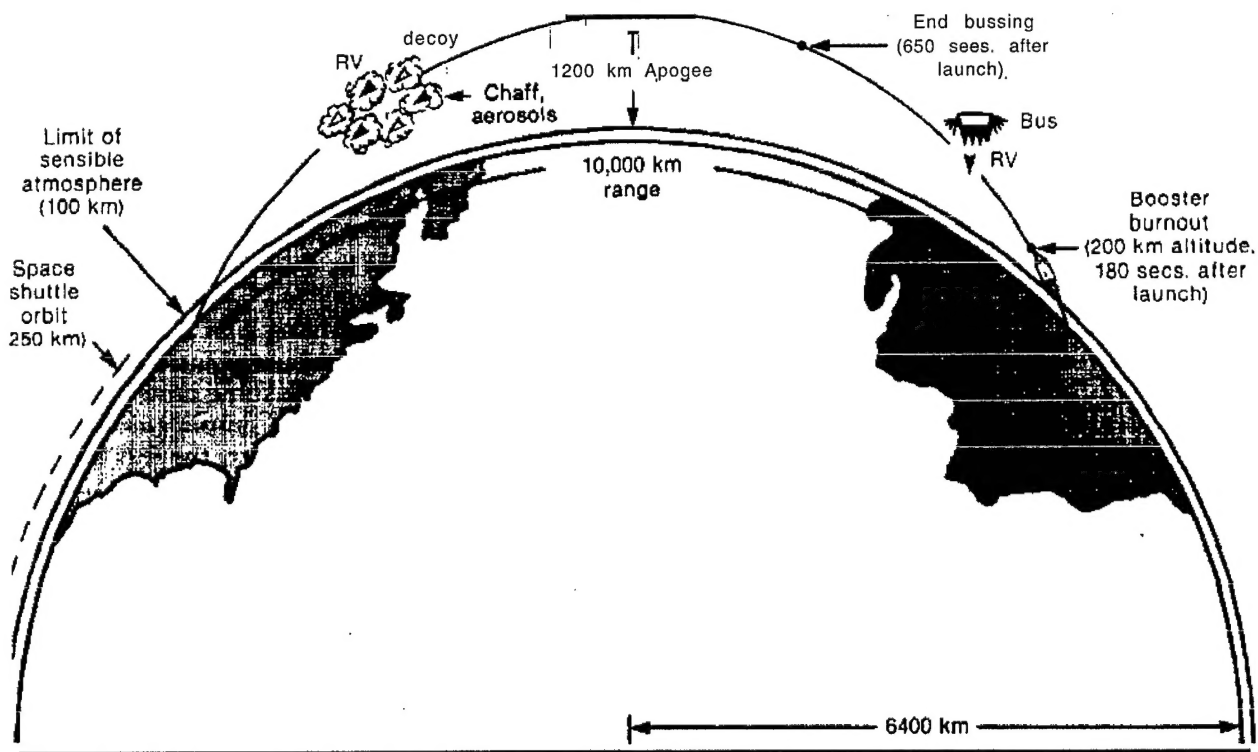 End bussing
(650 sees. after
launch).
decoy
RV
T
1200 km Apogee
Chaff,
aerosols
Bus
RV
Limit of
sensible
atmosphere
(100 km)
10,000 km
range
Booster
burnout
(200 km altitude.
180 secs. after
launch)
Space
shuttle
orbit
250 km)
6400 km